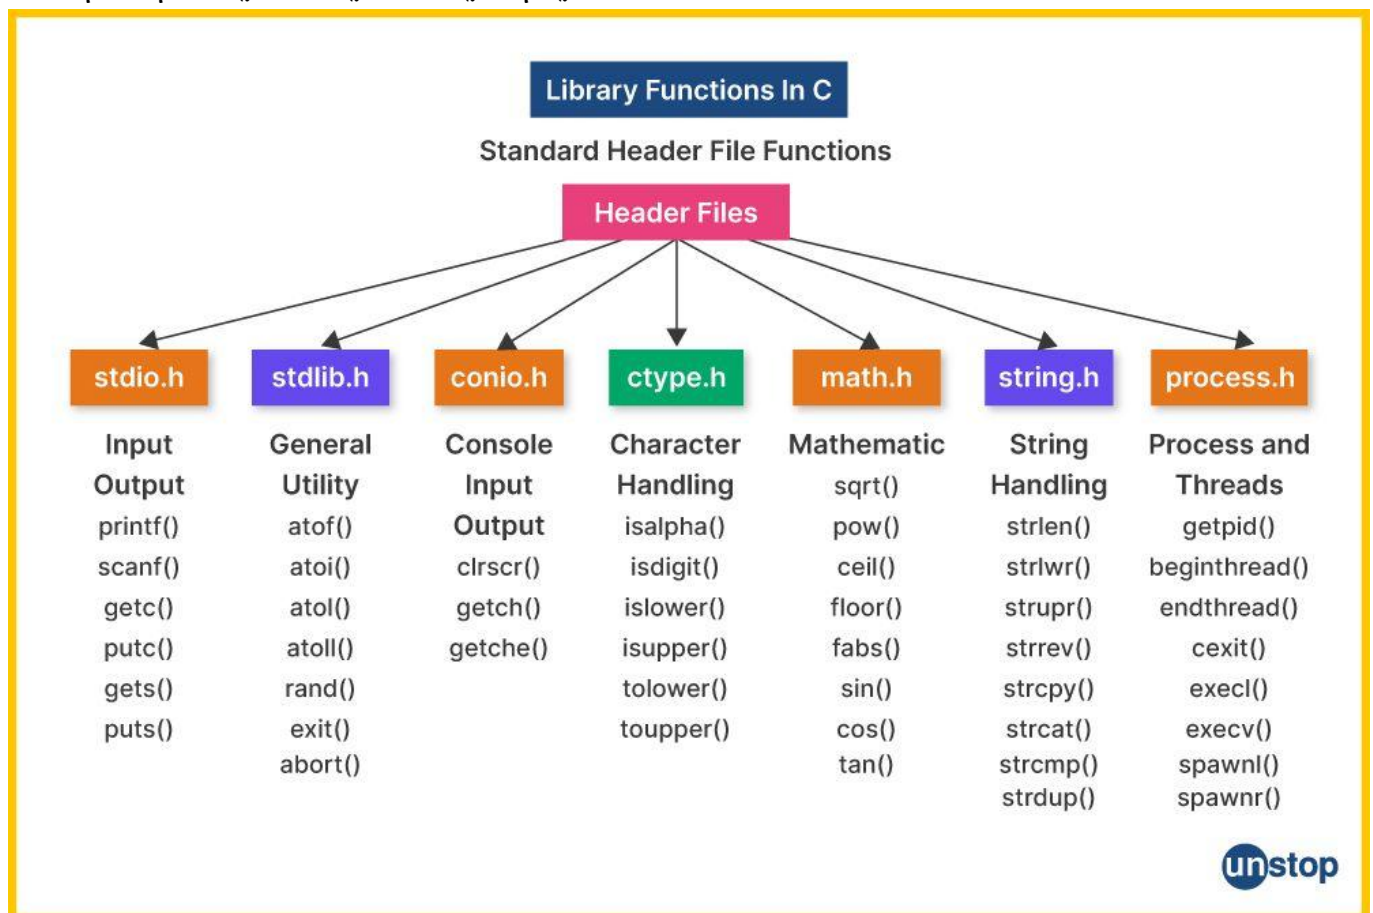 Library Functions In C
Standard Header File Functions
Header Files
stdio.h
stdlib.h
conio.h
ctype.h
math.h
string.h
process.h
Input
Output
printf()
scanf()
getc()
putc()
gets()
puts()
General
Utility
atof()
atoi()
atol()
atoll()
rand()
exit()
abort()
Console
Input
Output
clrscr()
getch()
getche()
Character
Handling
isalpha()
isdigit()
islower()
isupper()
tolower()
toupper()
Mathematic
sqrt()
pow()
ceil()
floor()
fabs()
sin()
cos()
tan()
String
Handling
strlen()
strlwr()
strupr()
strrev()
strcpy()
strcat()
strcmp()
strdup()
Process and
Threads
getpid()
beginthread()
endthread()
cexit()
execl()
execv()
spawnl()
spawnr()
unstop